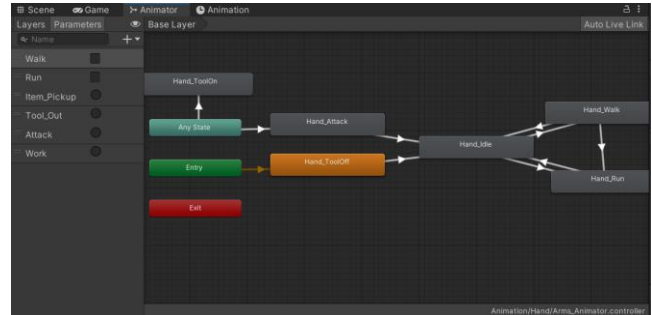 Scene Game Animator Animation
Layers Parameters Base Layer Auto Live Link
Name
Walk
Run
Item_Pickup
Tool_Out
Attack
Work
Hand_ToolOn
Any State
Hand_Attack
Hand_Walk
Hand_Idle
Entry
Hand_ToolOff
Hand_Run
Exit
Animation/Hand/Arms_Animator.controller